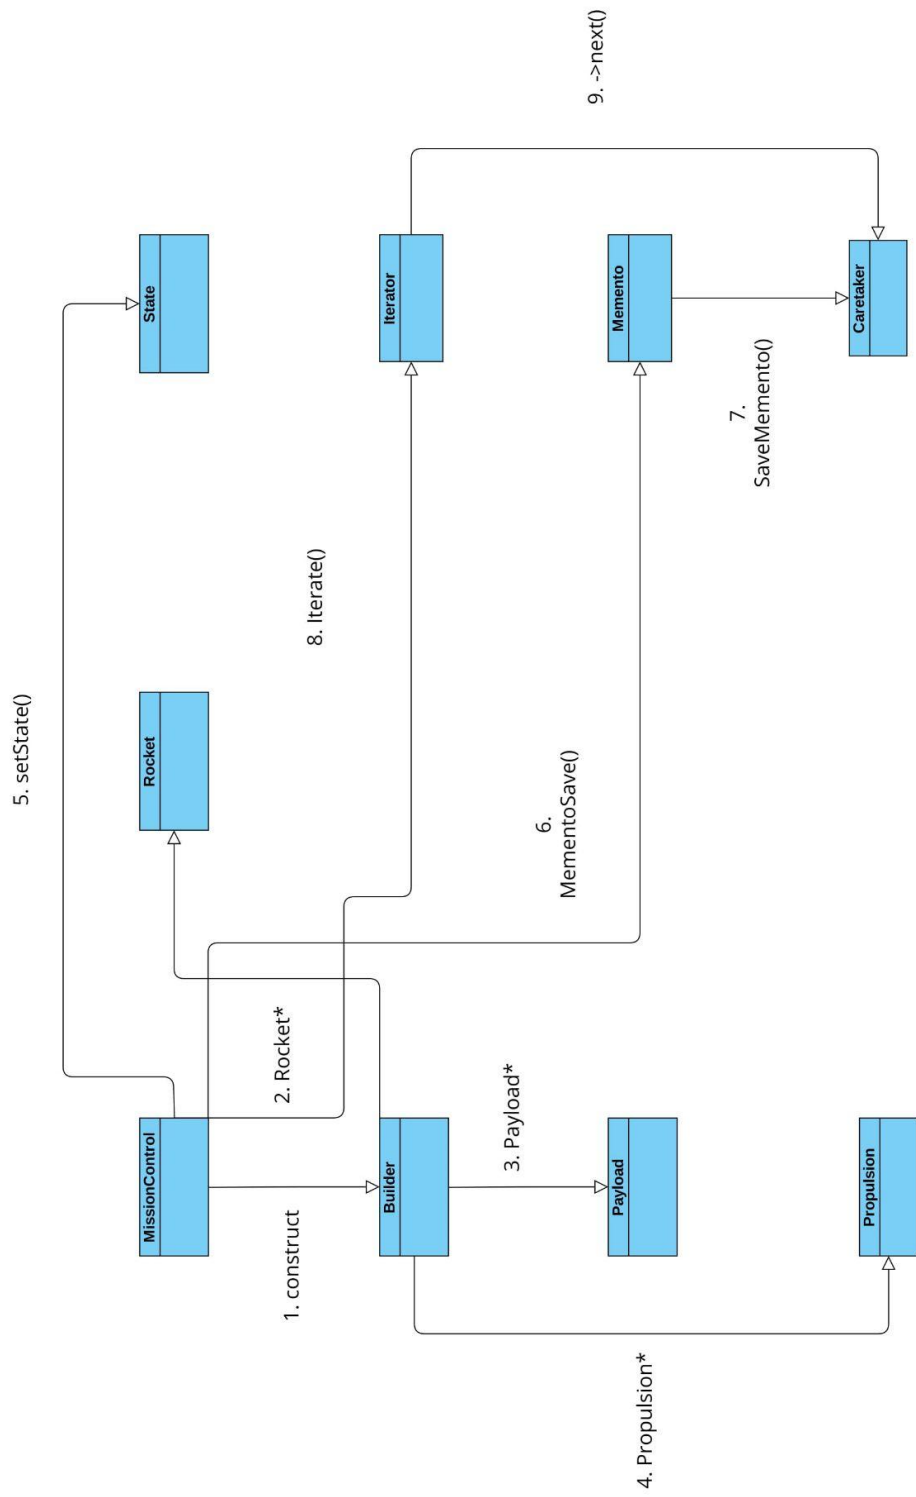 5. setState()
MissionControl
Rocket
State
1. construct
2. Rocket*
8. Iterate()
Builder
Iterator
9. ->next()
3. Payload*
6.
MementoSave()
Payload
Memento
4. Propulsion*
7.
SaveMemento()
Propulsion
Caretaker